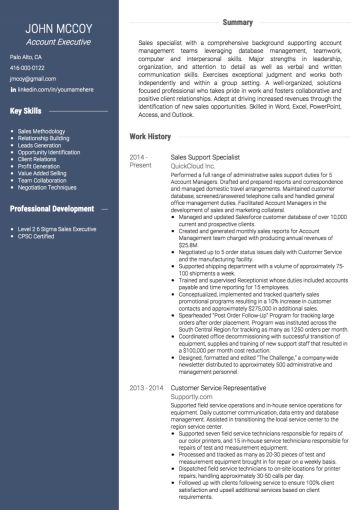 JOHN MCCOY
Account Executive
Palo Alto, CA
416-000-0122
jmcoy@gmail.com
in linkedin.com/in/yournamehere
Key Skills
• Sales Methodology
• Relationship Building
• Leads Generation
• Opportunity Identification
• Client Relations
• Profit Generation
• Value Added Selling
• Team Collaboration
• Negotiation Techniques
Professional Development
• Level 2 6 Sigma Sales Executive
• CPSC Certified
Summary
Sales specialist with a comprehensive background supporting account
management teams leveraging database management, teamwork,
computer and interpersonal skills. Major strengths in leadership,
organization, and attention to detail as well as verbal and written
communication skills. Exercises exceptional judgment and works both
independently and within a group setting. A well-organized, solutions
focused professional who takes pride in work and fosters collaborative and
positive client relationships. Adept at driving increases through the
identification of new sales opportunities. Skilled in Word, Excel, PowerPoint,
Access, and Outlook.
Work History
2014 - Present
Sales Support Specialist
QuickCloud Inc.
Performed a full range of administrative sales support duties for 5
Account Managers. Drafted and prepared reports and correspondence
and managed domestic travel arrangements. Maintained customer
database, screened/answered telephone calls and handled general
office management duties. Facilitated Account Managers in the
development of sales and marketing collateral.
• Managed and updated Salesforce customer database of over 10,000
current and prospective clients.
• Created and generated monthly sales reports for Account
Management team charged with producing annual revenues of
$25.8M.
• Negotiated up to 5 order status issues daily with Customer Service
and the manufacturing facility.
• Supported shipping department with a volume of approximately 75-
100 shipments in a week.
• Trained and supervised Receptionist whose duties included accounts
payable and time reporting for 15 employees.
• Conceptualized, implemented and tracked quarterly sales
promotional programs resulting in a 10% increase in customer
contacts and approximately $275,000 in additional sales.
• Spearheaded "Post Order Follow-Up" Program for tracking large
orders after order placement. Program was instituted across the
South Central Region for tracking as many as 200 orders per month.
• Coordinated office decommissioning with successful transition of
equipment, supplies and training of new support staff that resulted in
a $100,000 per month cost reduction.
• Designed, formatted and edited "The Challenge," a company-wide
newsletter distributed to approximately 500 administrative and
management personnel.
2013 - 2014
Customer Service Representative
Supportly.com
Supported field service operations and in-house service operations for
equipment. Daily customer communication, data entry and database
management. Assisted in transitioning the local service center to the
region service center.
• Supported seven field service technicians responsible for repairs of
our color printers, and 15 in-house service technicians responsible for
repairs of test and measurement equipment.
• Processed and tracked as many as 20-30 pieces of test and
measurement equipment brought in for repair in a day.
• Dispatched field service technicians to on-site locations for printer
repairs; handling approximately 30-50 calls per day.
• Followed up with clients following service to ensure 100% client
satisfaction and upsell additional services based on client
requirements.